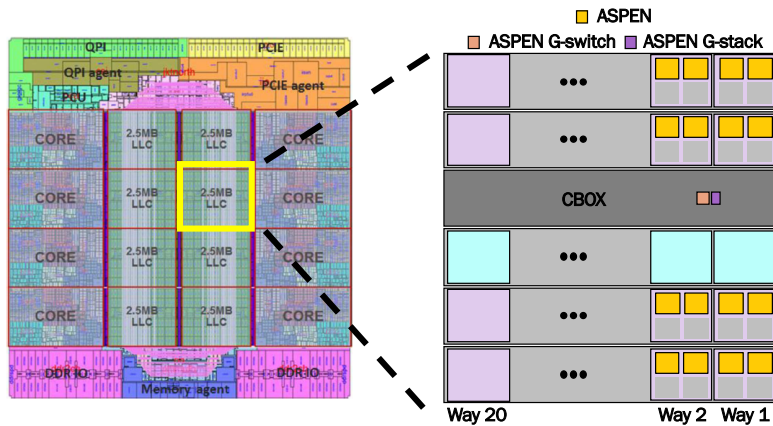 ASPEN
ASPEN G-switch ASPEN G-stack
QPI PCIE
QPI agent
PCIE agent
PCU
CORE 2.5MB LLC 2.5MB LLC CORE
CORE 2.5MB LLC 2.5MB LLC CORE
CORE 2.5MB LLC 2.5MB LLC CORE
CORE 2.5MB LLC 2.5MB LLC CORE
DDR IO DDR IO
Memory agent
•••
•••
CBOX
•••
•••
•••
Way 20 Way 2 Way 1